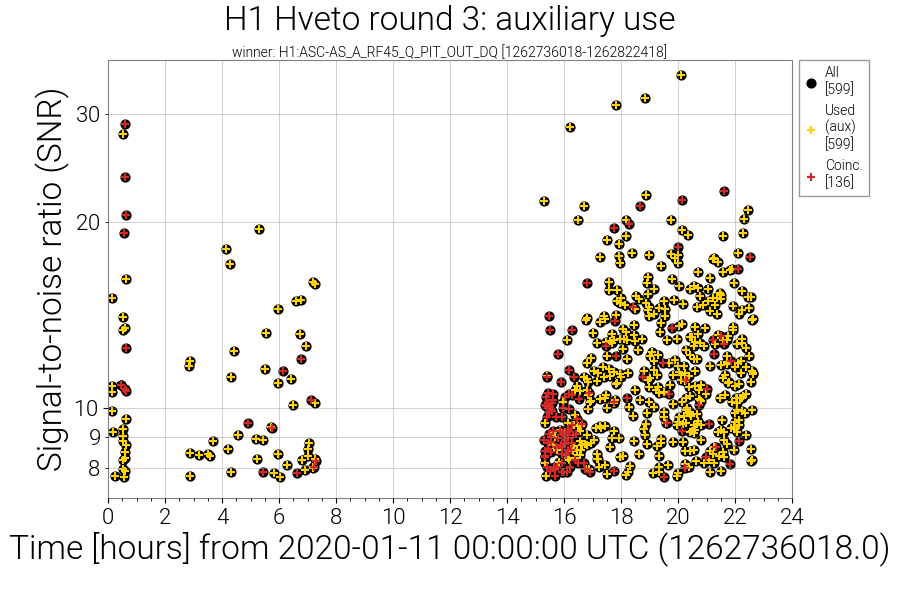 H1 Hveto round 3: auxiliary use
winner: H1:ASC-AS_A_RF45_Q_PIT_OUT_DQ [1262736018-1262822418]
Signal-to-noise ratio (SNR)
30
20
10
9
8
0 2 4 6 8 10 12 14 16 18 20 22 24
Time [hours] from 2020-01-11 00:00:00 UTC (1262736018.0)
All
[599]
Used
(aux)
[599]
Coinc.
[136]